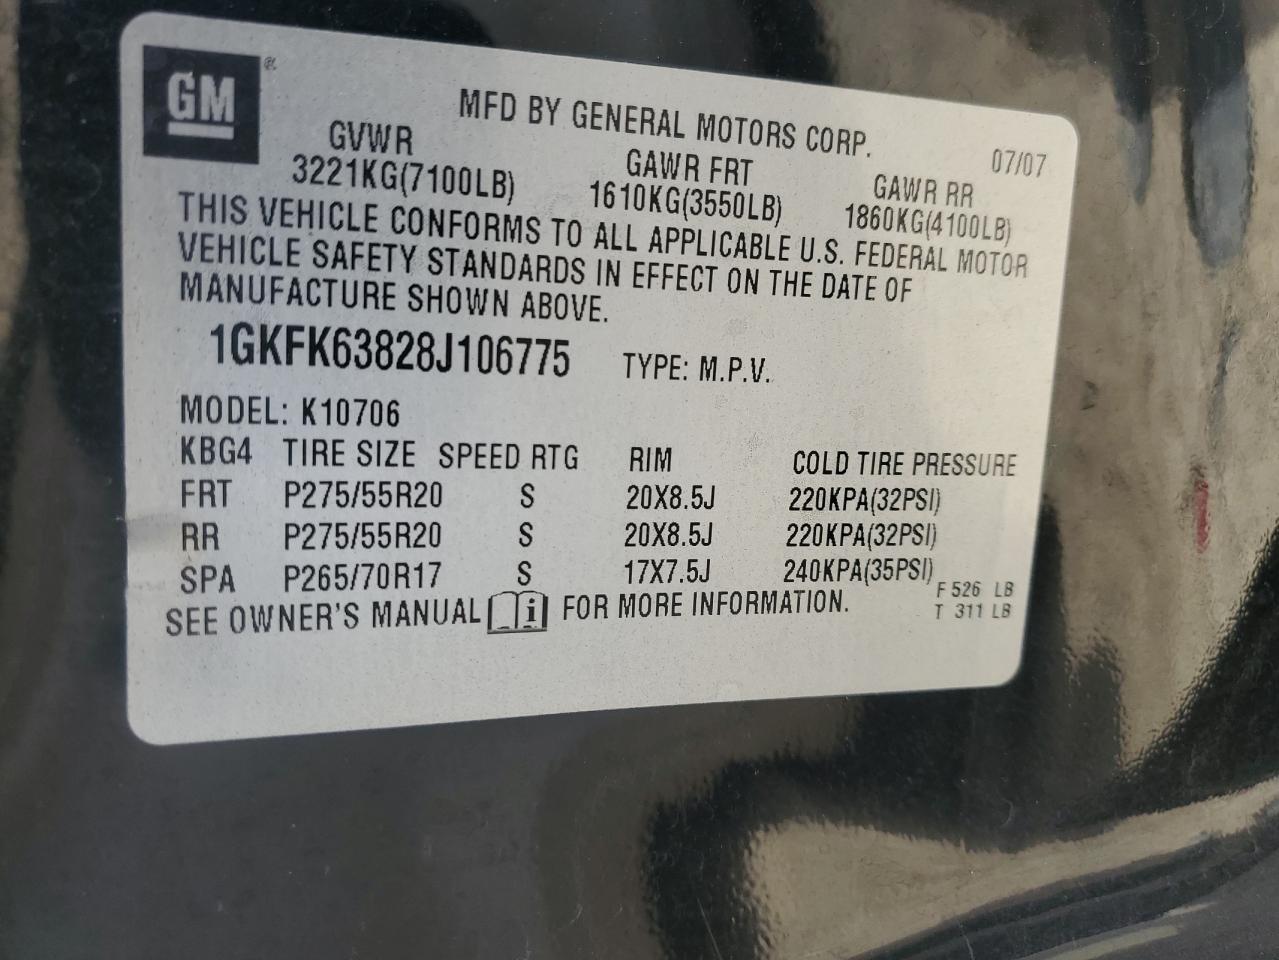 GM®
MFD BY GENERAL MOTORS CORP.
07/07
GVWR GAWR FRT GAWR RR
3221KG(7100LB) 1610KG(3550LB) 1860KG(4100LB)
THIS VEHICLE CONFORMS TO ALL APPLICABLE U.S. FEDERAL MOTOR
VEHICLE SAFETY STANDARDS IN EFFECT ON THE DATE OF
MANUFACTURE SHOWN ABOVE.
1GKFK63828J106775 TYPE: M.P.V.
MODEL: K10706
KBG4 TIRE SIZE SPEED RTG RIM COLD TIRE PRESSURE
FRT P275/55R20 S 20X8.5J 220KPA(32PSI)
RR P275/55R20 S 20X8.5J 220KPA(32PSI)
SPA P265/70R17 S 17X7.5J 240KPA(35PSI)
F 526 LB
T 311 LB
SEE OWNER'S MANUAL i FOR MORE INFORMATION.